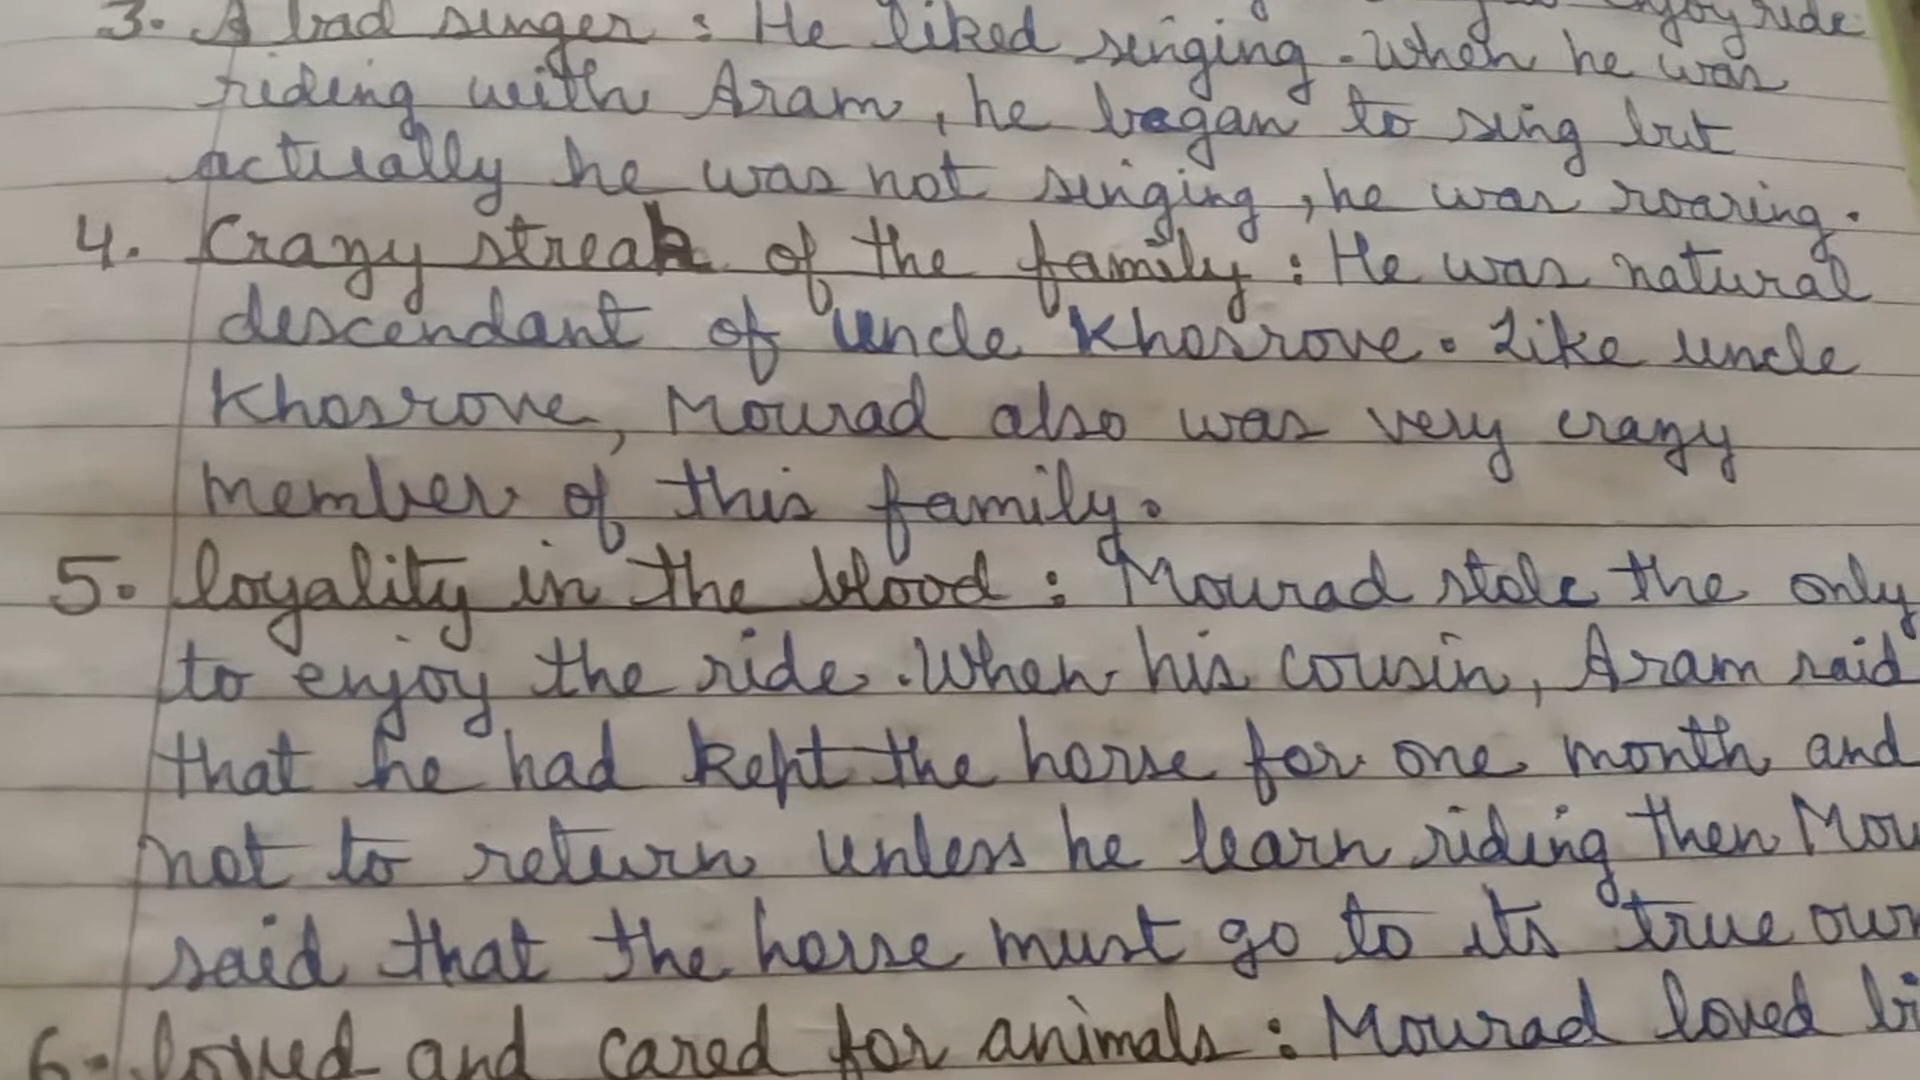 enjoy ride
3. A bad singer : He liked singing. When he was
riding with Aram, he began to sing but
actually he was not singing, he was roaring.
4. Crazy streak of the family : He was natural
descendant of uncle Khosrove. Like uncle
Khosrove, Mourad also was very crazy
member of this family.
5. loyality in the blood : Mourad stole the only
to enjoy the ride. When his cousin, Aram said
that he had kept the horse for one month and
not to return unless he learn riding then Mou
said that the horse must go to its true own
6. loved and cared for animals : Mourad loved